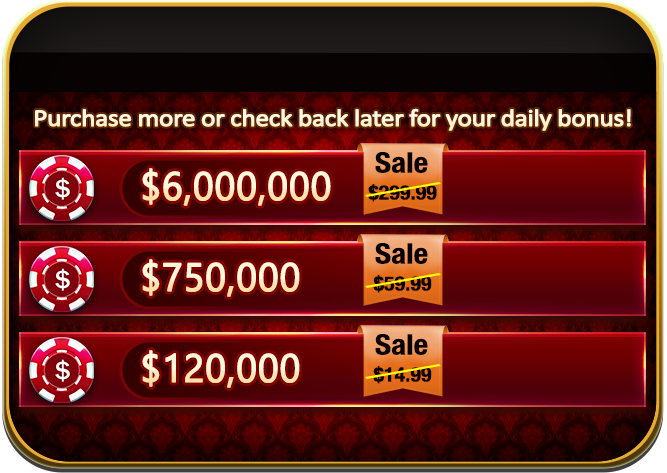 Purchase more or check back later for your daily bonus!
$
$6,000,000
Sale
$299.99
$
$750,000
Sale
$59.99
$
$120,000
Sale
$14.99